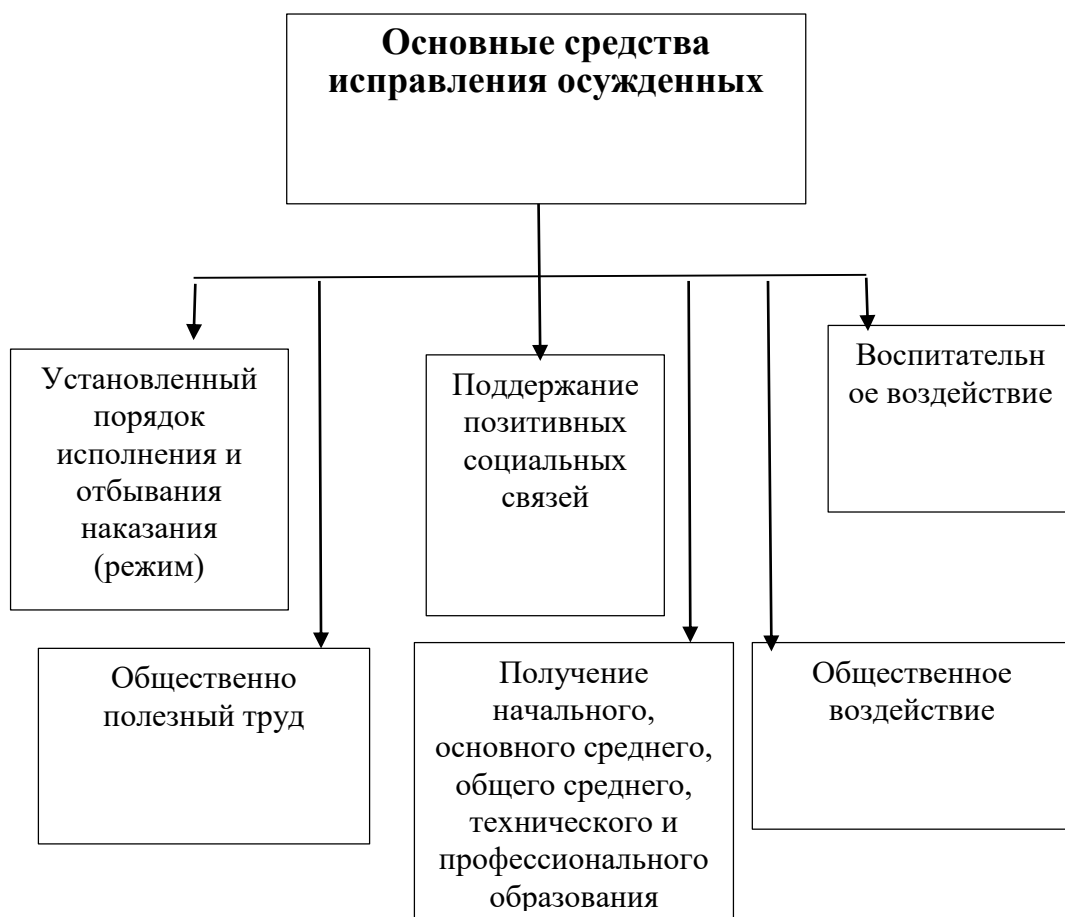 Основные средства
исправления осужденных
Установленный
порядок
исполнения и
отбывания
наказания
(режим)
Поддержание
позитивных
социальных
связей
Воспитательн
ое воздействие
Общественно
полезный труд
Получение
начального,
основного среднего,
общего среднего,
технического и
профессионального
образования
Общественное
воздействие